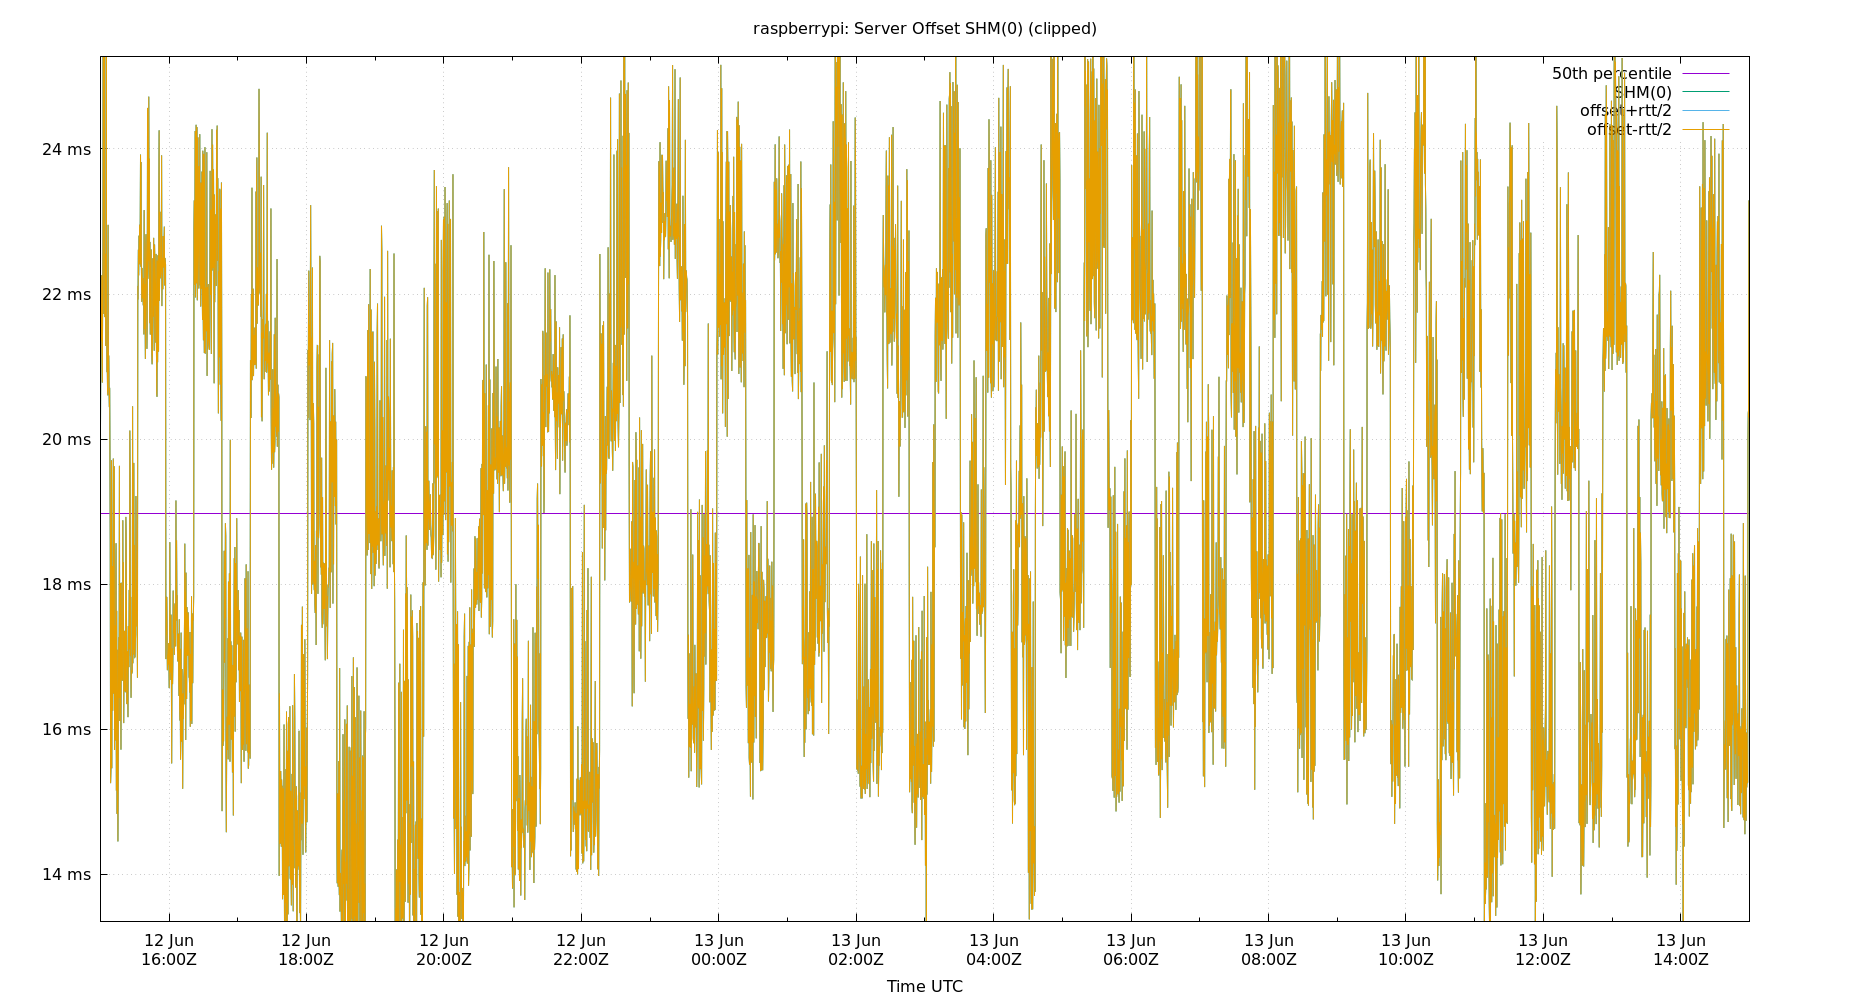 raspberrypi: Server Offset SHM(0) (clipped)
50th percentile
SHM(0)
offset+rtt/2
offset-rtt/2
24 ms
22 ms
20 ms
18 ms
16 ms
14 ms
12 Jun 12 Jun 12 Jun 12 Jun 13 Jun 13 Jun 13 Jun 13 Jun 13 Jun 13 Jun 13 Jun 13 Jun
16:00Z 18:00Z 20:00Z 22:00Z 00:00Z 02:00Z 04:00Z 06:00Z 08:00Z 10:00Z 12:00Z 14:00Z
Time UTC